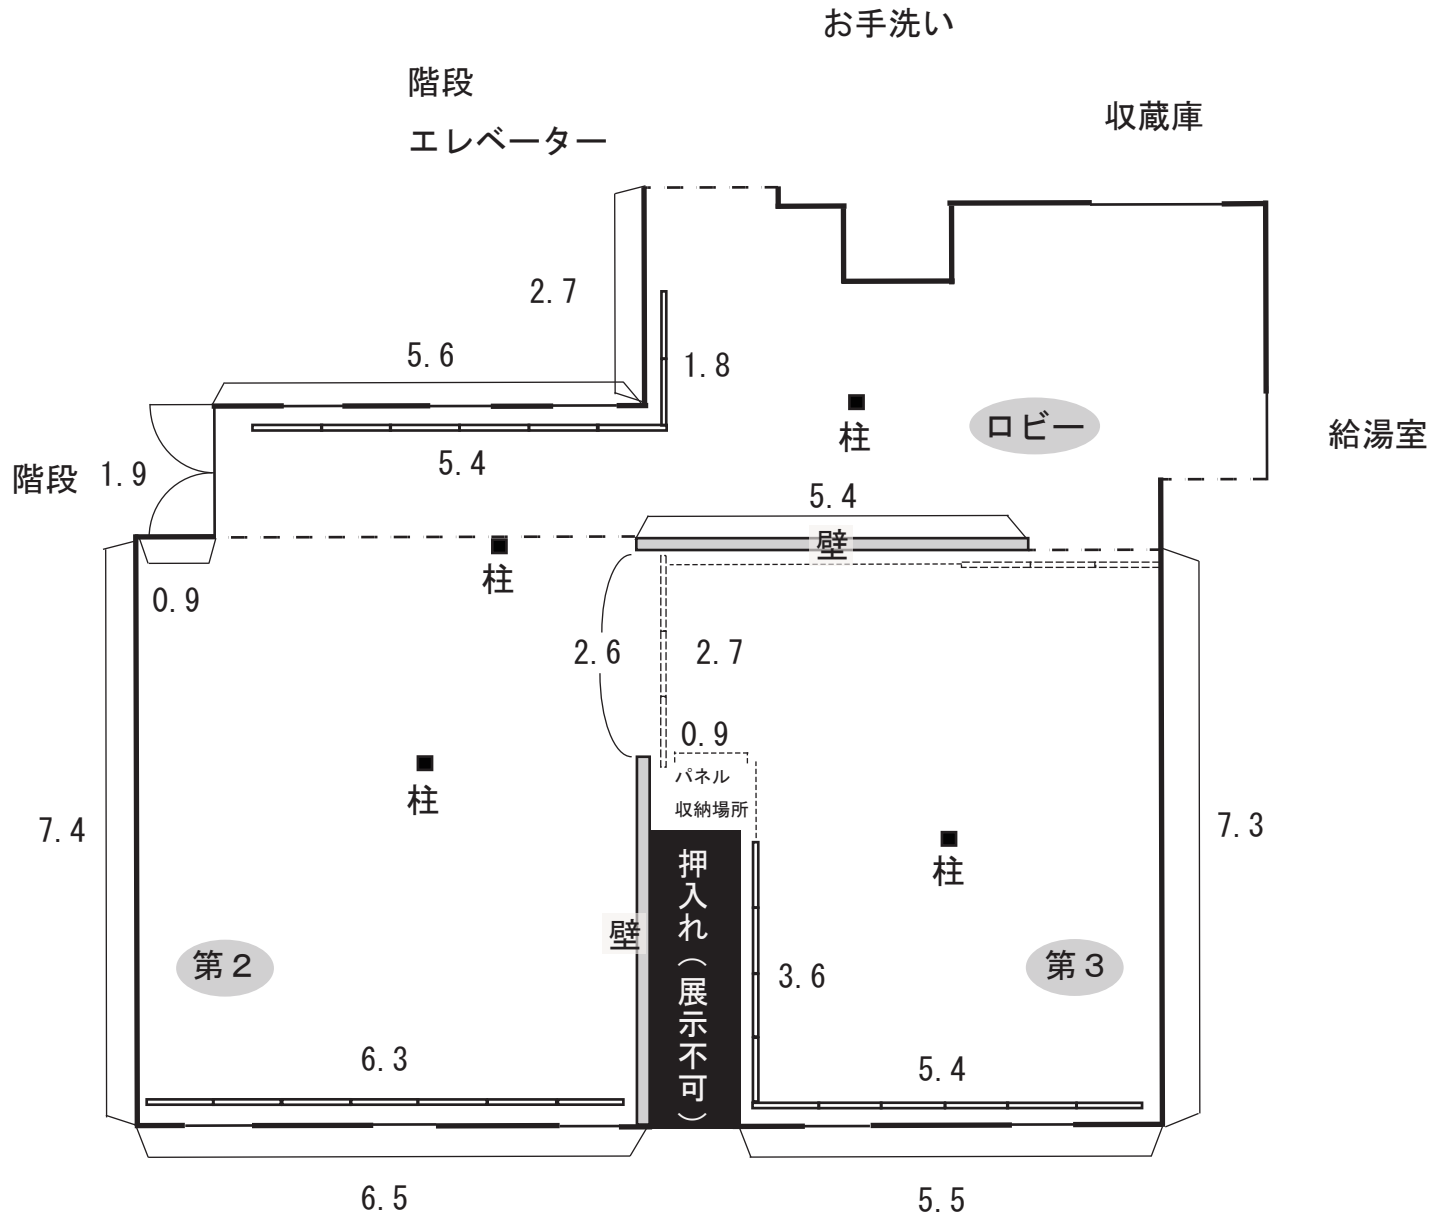 お手洗い
階段
エレベーター
収蔵庫
2.7
5.6
1.8
柱
ロビー
給湯室
階段
1.9
5.4
5.4
壁
柱
0.9
2.6
2.7
0.9
パネル
収納場所
柱
7.4
柱
7.3
押入れ（展示不可）
壁
第２
3.6
第３
6.3
5.4
6.5
5.5